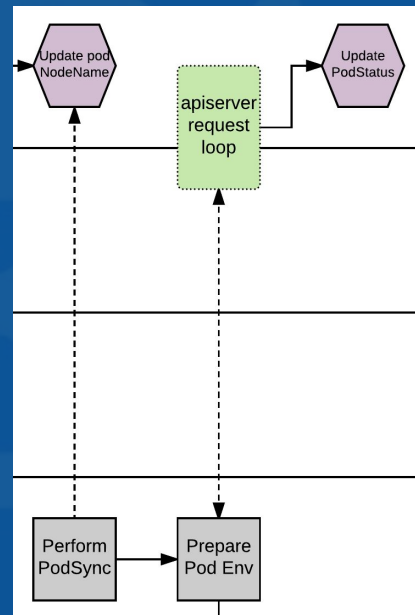 Update pod
NodeName
apiserver
request
loop
Update
PodStatus
Perform
PodSync
Prepare
Pod Env